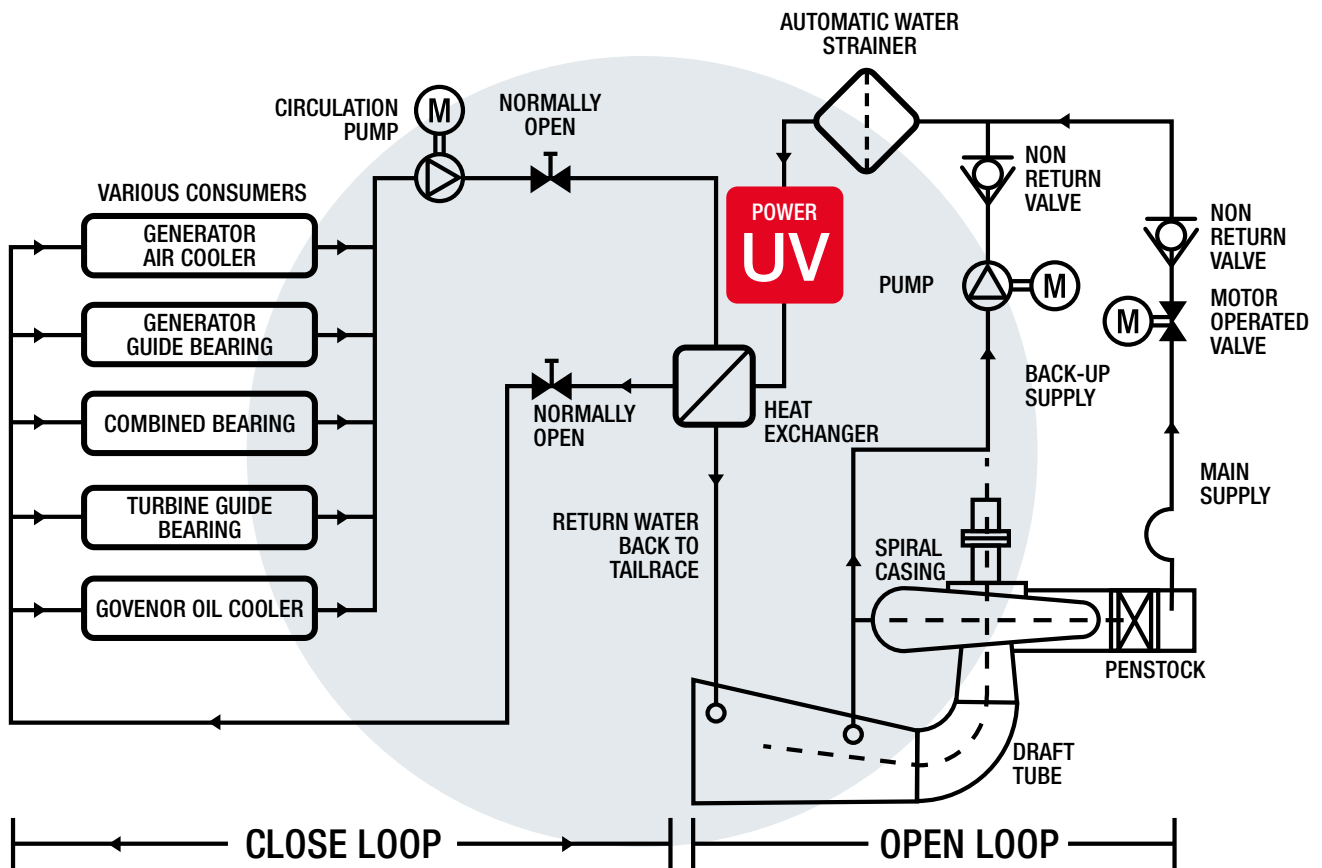 AUTOMATIC WATER
STRAINER
CIRCULATION
PUMP
M
NORMALLY
OPEN
NON
RETURN
VALVE
VARIOUS CONSUMERS
GENERATOR
AIR COOLER
POWER
UV
NON
RETURN
VALVE
PUMP
M
M
MOTOR
OPERATED
VALVE
GENERATOR
GUIDE BEARING
BACK-UP
SUPPLY
COMBINED BEARING
NORMALLY
OPEN
HEAT
EXCHANGER
MAIN
SUPPLY
TURBINE GUIDE
BEARING
RETURN WATER
BACK TO
TAILRACE
SPIRAL
CASING
GOVENOR OIL COOLER
PENSTOCK
DRAFT
TUBE
CLOSE LOOP
OPEN LOOP